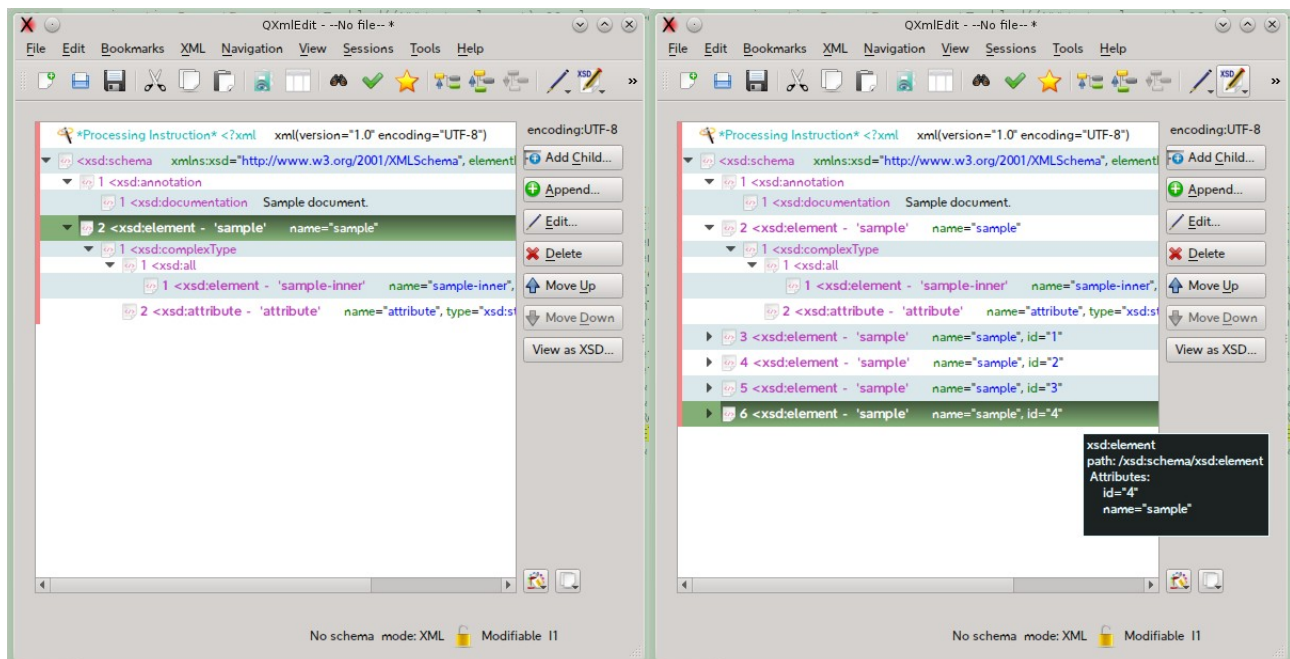 QXmlEdit - --No file-- *
File Edit Bookmarks XML Navigation View Sessions Tools Help
XSD »
*Processing Instruction* <?xml xml(version="1.0" encoding="UTF-8")
<xsd:schema xmlns:xsd="http://www.w3.org/2001/XMLSchema",
1 <xsd:annotation
1 <xsd:documentation Sample document.
2 <xsd:element - 'sample' name="sample"
1 <xsd:complexType
1 <xsd:all
1 <xsd:element - 'sample-inner' name="sample-inner",
2 <xsd:attribute - 'attribute' name="attribute", type="xsd:st
encoding:UTF-8
Add Child...
Append...
Edit...
Delete
Move Up
Move Down
View as XSD...
No schema mode: XML Modifiable I1
QXmlEdit - --No file-- *
File Edit Bookmarks XML Navigation View Sessions Tools Help
XSD »
*Processing Instruction* <?xml xml(version="1.0" encoding="UTF-8")
<xsd:schema xmlns:xsd="http://www.w3.org/2001/XMLSchema",
1 <xsd:annotation
1 <xsd:documentation Sample document.
2 <xsd:element - 'sample' name="sample"
1 <xsd:complexType
1 <xsd:all
1 <xsd:element - 'sample-inner' name="sample-inner",
2 <xsd:attribute - 'attribute' name="attribute", type="xsd:st
3 <xsd:element - 'sample' name="sample", id="1"
4 <xsd:element - 'sample' name="sample", id="2"
5 <xsd:element - 'sample' name="sample", id="3"
6 <xsd:element - 'sample' name="sample", id="4"
encoding:UTF-8
Add Child...
Append...
Edit...
Delete
Move Up
Move Down
View as XSD...
xsd:element
path: /xsd:schema/xsd:element
Attributes:
id="4"
name="sample"
No schema mode: XML Modifiable I1